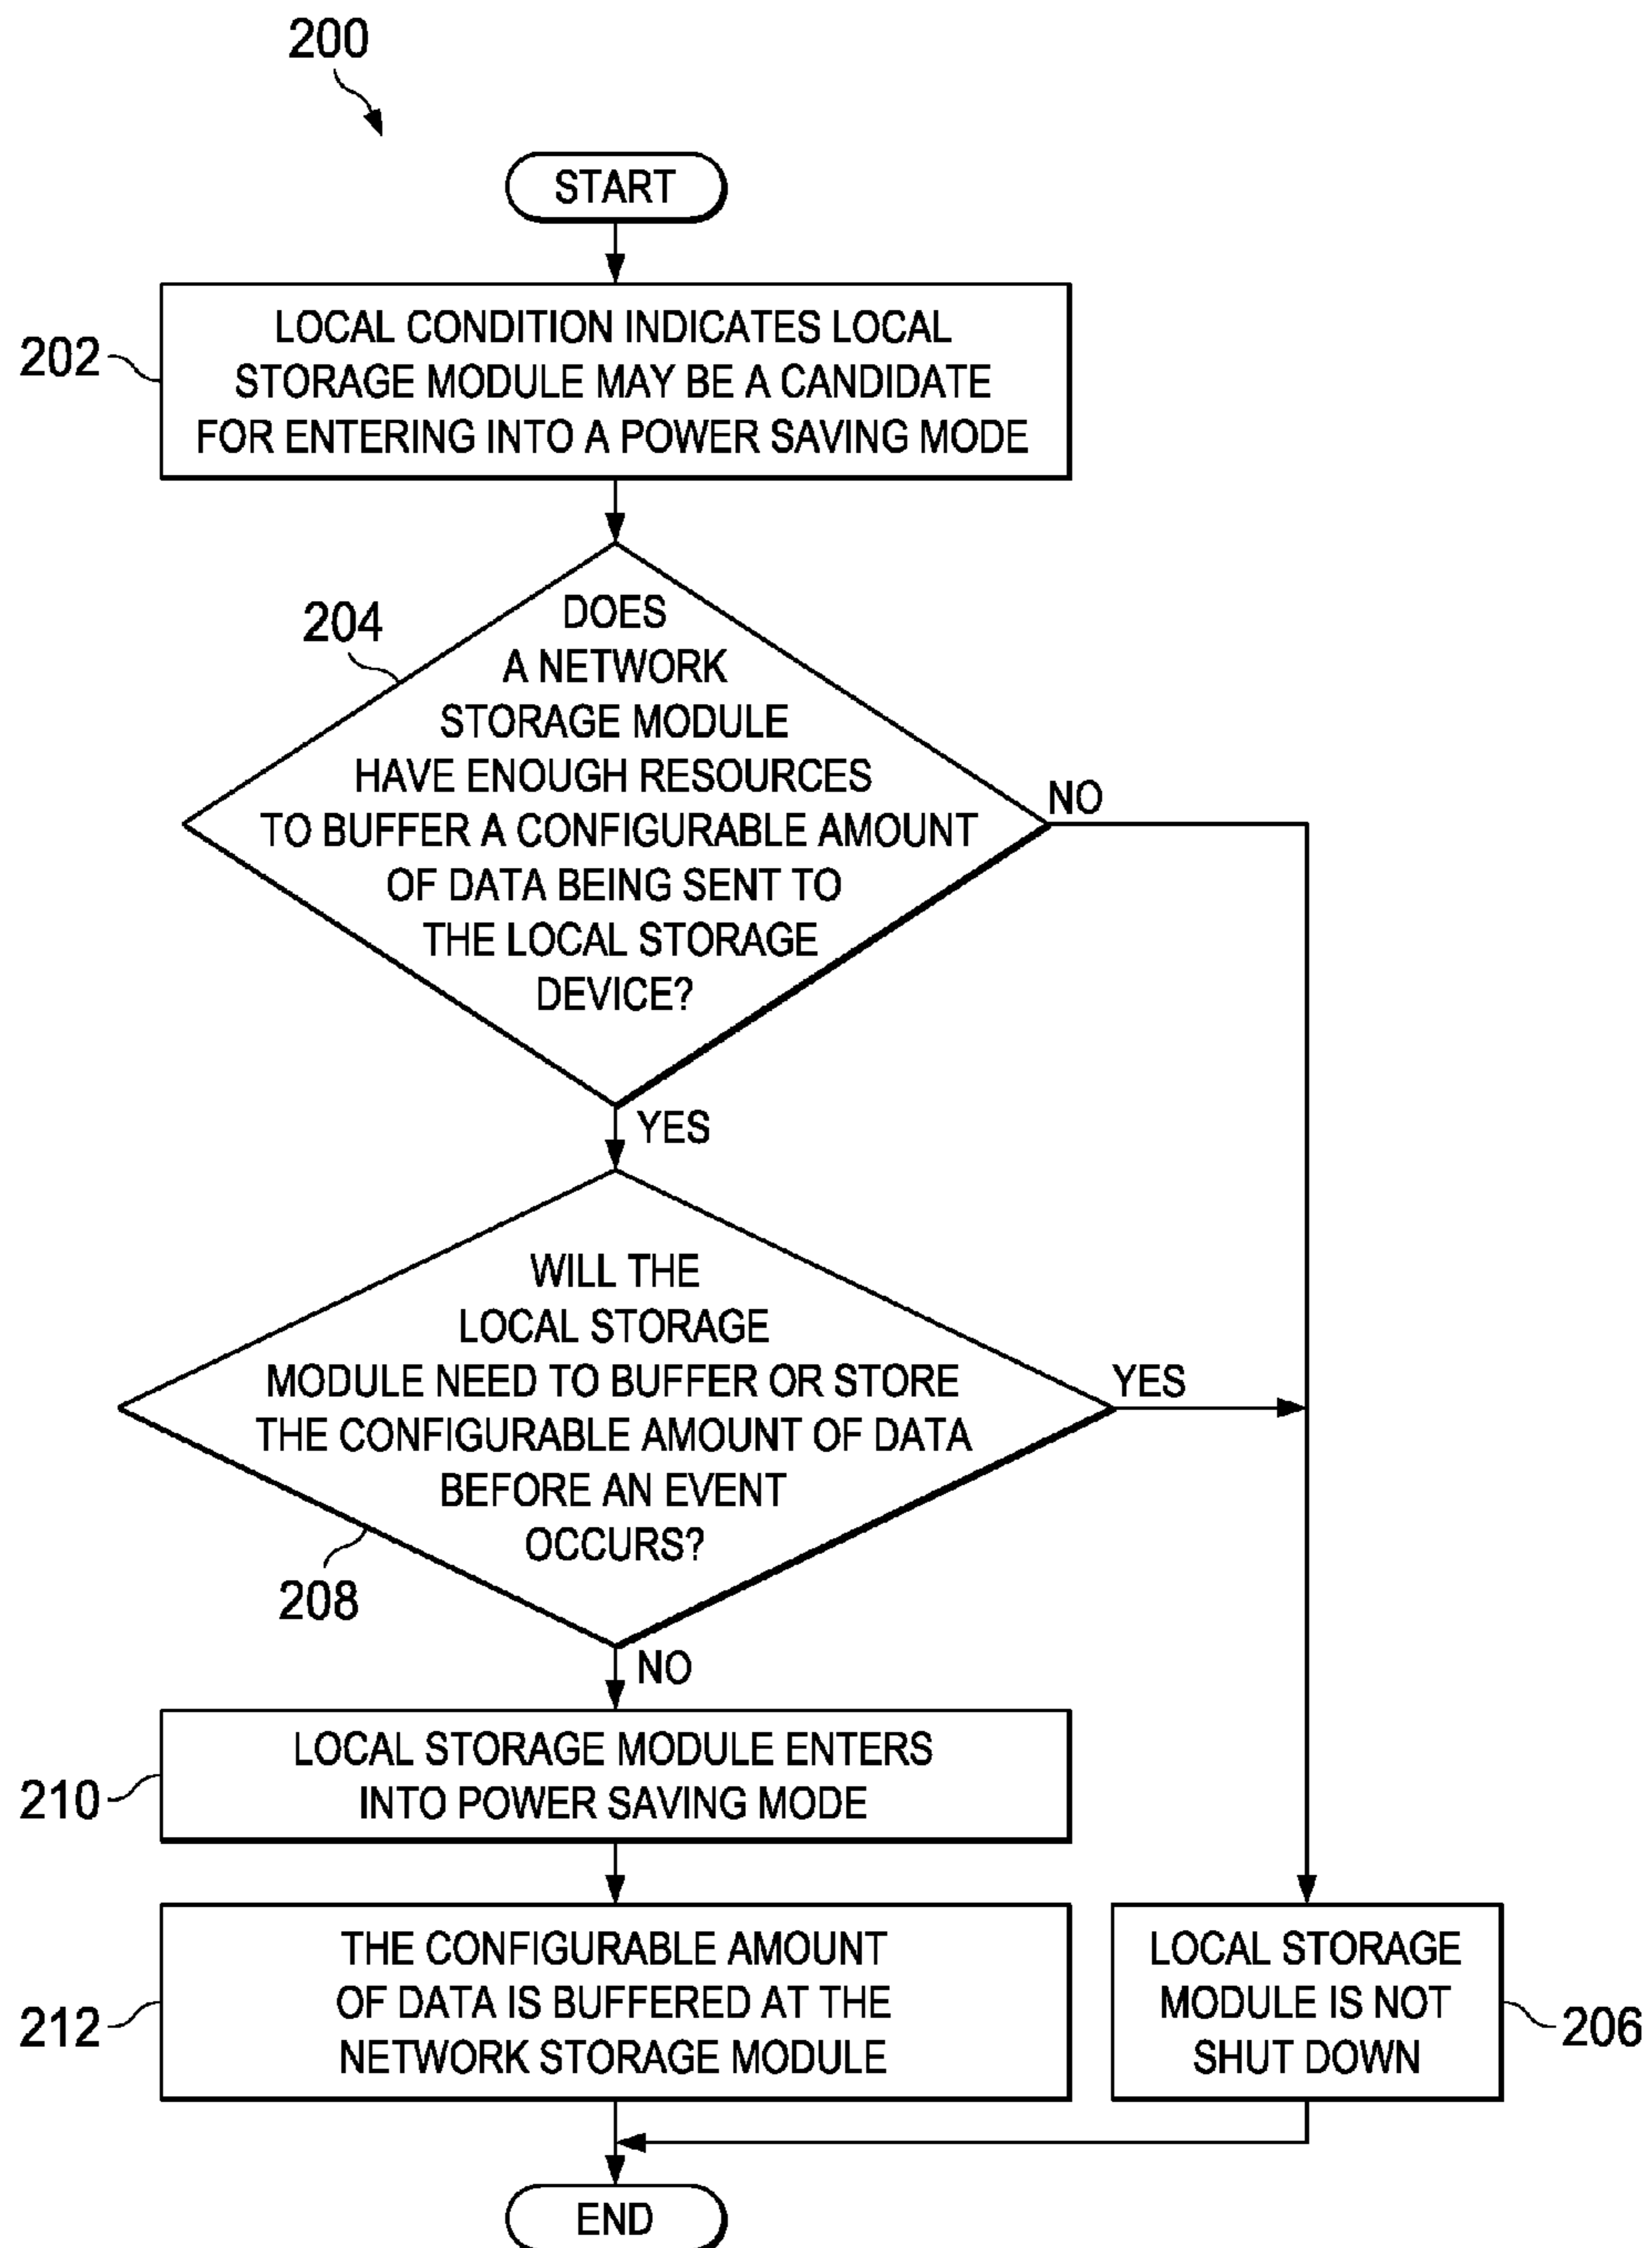 200
START
202
LOCAL CONDITION INDICATES LOCAL
STORAGE MODULE MAY BE A CANDIDATE
FOR ENTERING INTO A POWER SAVING MODE
204
DOES
A NETWORK
STORAGE MODULE
HAVE ENOUGH RESOURCES
TO BUFFER A CONFIGURABLE AMOUNT
OF DATA BEING SENT TO
THE LOCAL STORAGE
DEVICE?
NO
YES
WILL THE
LOCAL STORAGE
MODULE NEED TO BUFFER OR STORE
THE CONFIGURABLE AMOUNT OF DATA
BEFORE AN EVENT
OCCURS?
YES
208
NO
LOCAL STORAGE MODULE ENTERS
INTO POWER SAVING MODE
210
THE CONFIGURABLE AMOUNT
OF DATA IS BUFFERED AT THE
NETWORK STORAGE MODULE
212
LOCAL STORAGE
MODULE IS NOT
SHUT DOWN
206
END